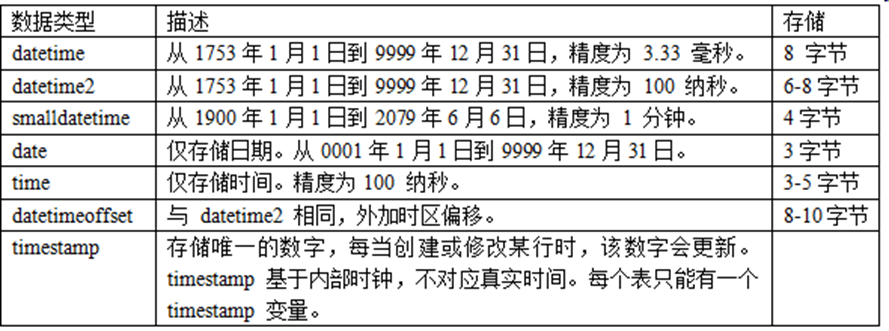 数据类型 描述 存储
datetime 从 1753 年 1 月 1 日到 9999 年 12 月 31 日，精度为 3.33 毫秒。 8 字节
datetime2 从 1753 年 1 月 1 日到 9999 年 12 月 31 日，精度为 100 纳秒。 6-8 字节
smalldatetime 从 1900 年 1 月 1 日到 2079 年 6 月 6 日，精度为 1 分钟。 4 字节
date 仅存储日期。从 0001 年 1 月 1 日到 9999 年 12 月 31 日。 3 字节
time 仅存储时间。精度为 100 纳秒。 3-5 字节
datetimeoffset 与 datetime2 相同，外加时区偏移。 8-10 字节
timestamp 存储唯一的数字，每当创建或修改某行时，该数字会更新。
timestamp 基于内部时钟，不对应真实时间。每个表只能有一个
timestamp 变量。